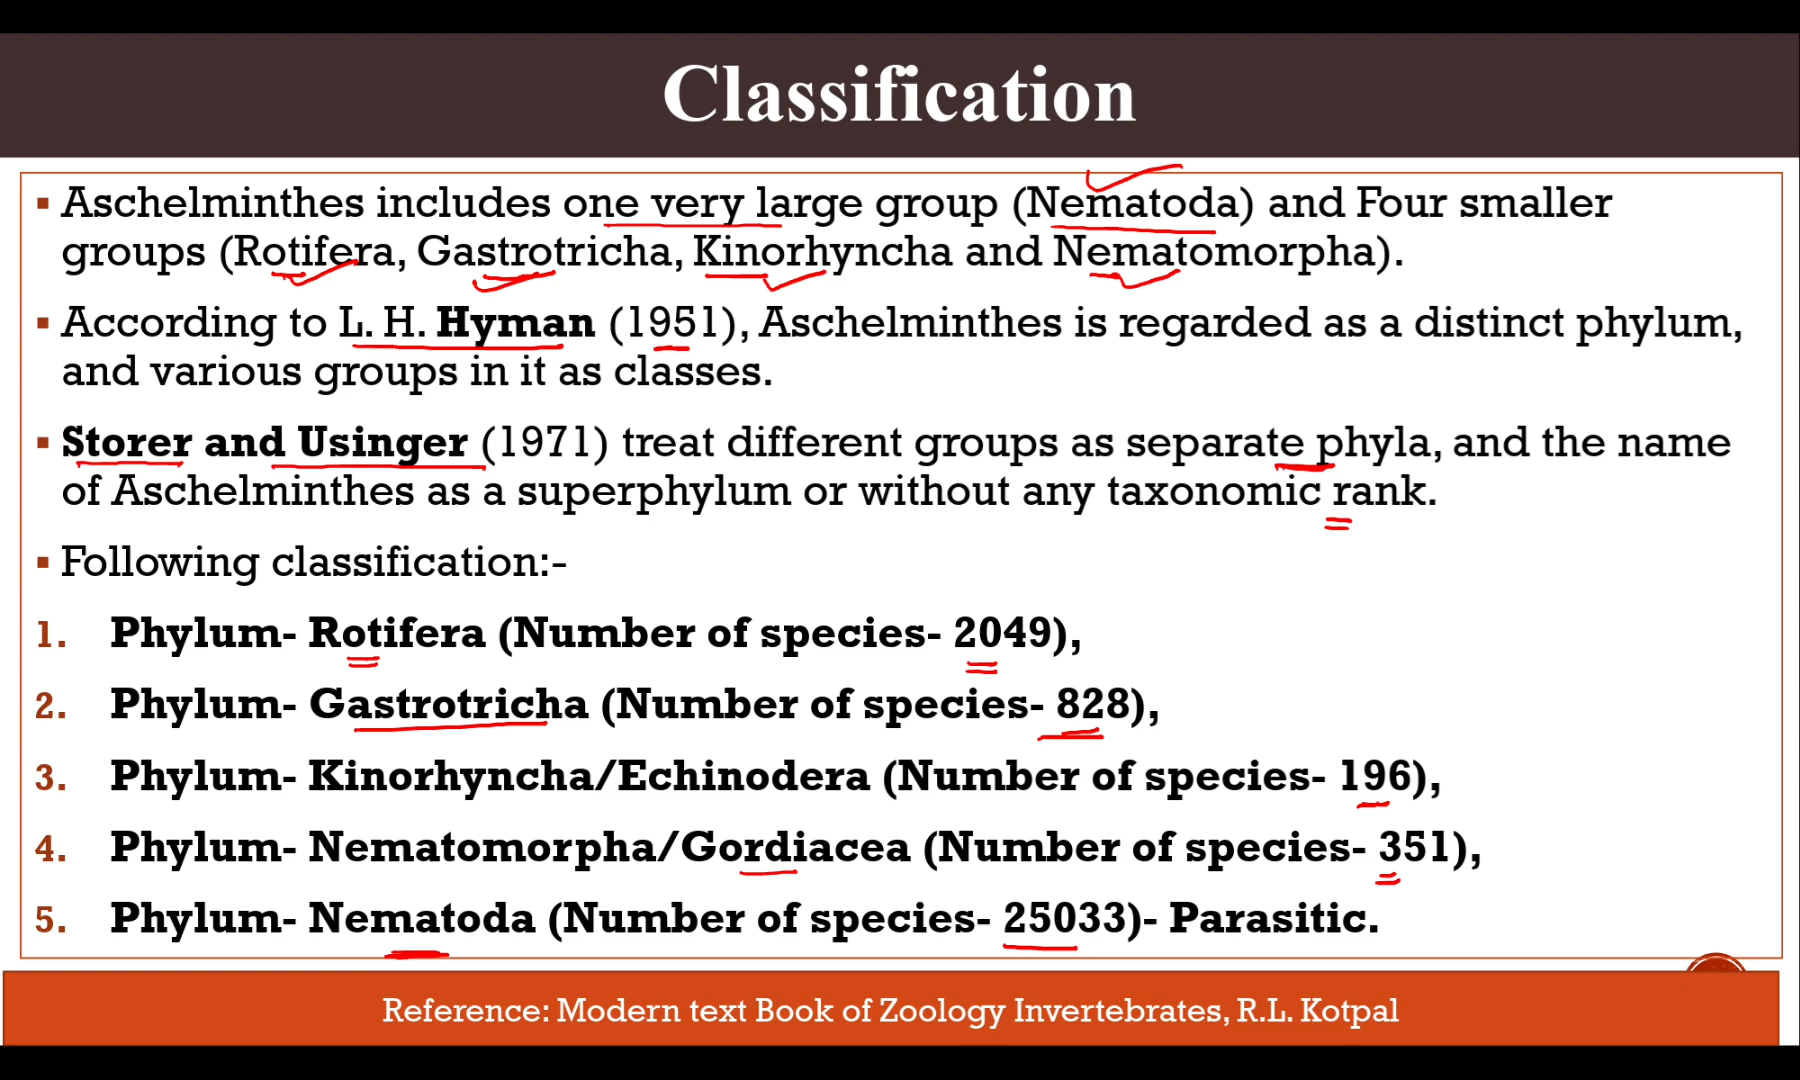 Classification
▪ Aschelminthes includes one very large group (Nematoda) and Four smaller
groups (Rotifera, Gastrotricha, Kinorhyncha and Nematomorpha).
▪ According to L. H. Hyman (1951), Aschelminthes is regarded as a distinct phylum,
and various groups in it as classes.
▪ Storer and Usinger (1971) treat different groups as separate phyla, and the name
of Aschelminthes as a superphylum or without any taxonomic rank.
▪ Following classification:-
1. Phylum- Rotifera (Number of species- 2049),
2. Phylum- Gastrotricha (Number of species- 828),
3. Phylum- Kinorhyncha/Echinodera (Number of species- 196),
4. Phylum- Nematomorpha/Gordiacea (Number of species- 351),
5. Phylum- Nematoda (Number of species- 25033)- Parasitic.
Reference: Modern text Book of Zoology Invertebrates, R.L. Kotpal